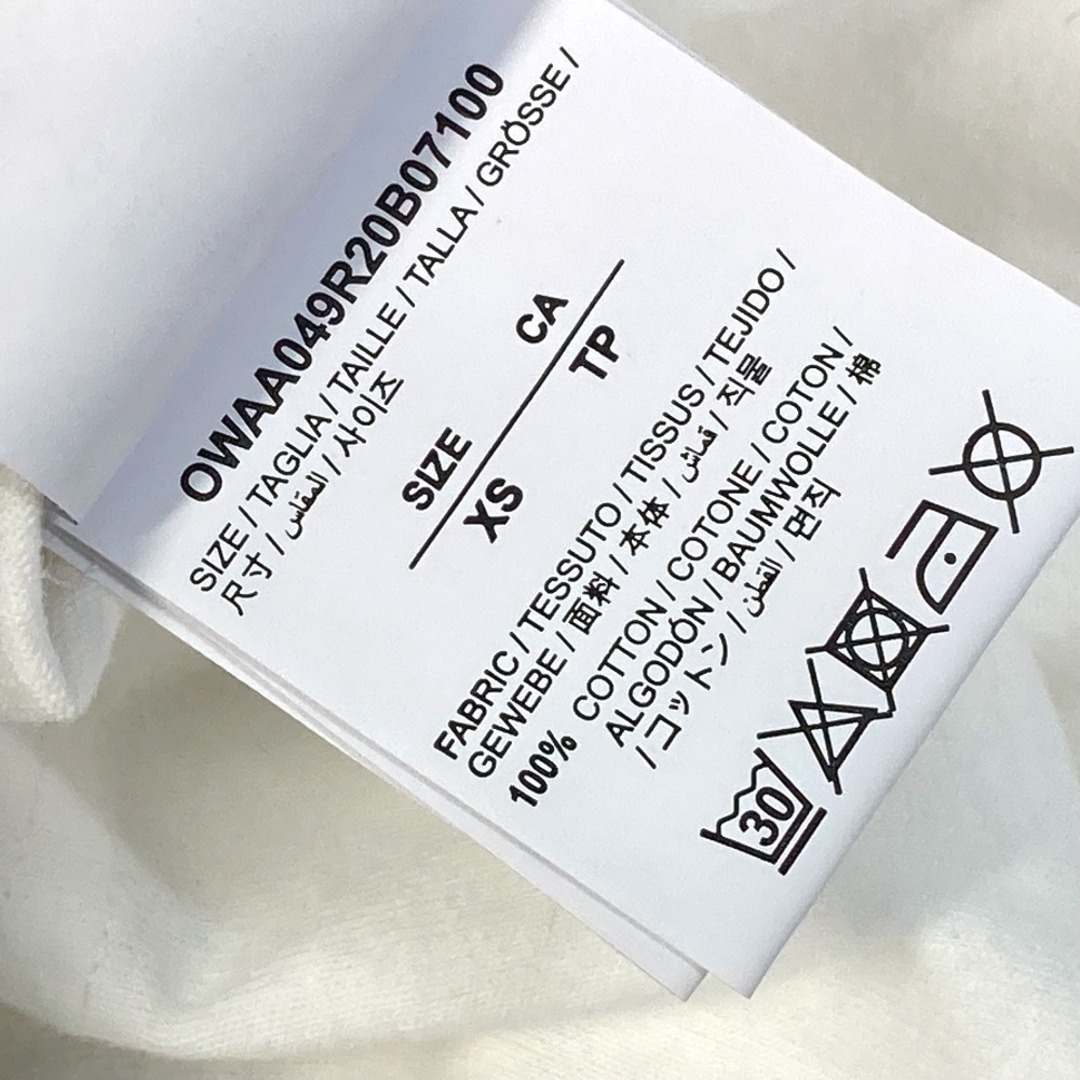 OWAA049R20B07100
SIZE / TAGLIA / TAILLE / TALLA / GRÖSSE /
尺寸 / المقاس / 사이즈
SIZE CA
XS TP
FABRIC / TESSUTO / TISSUS / TEJIDO /
GEWEBE / 面料 / 本体 / قماش / 직물
100% COTTON / COTONE / COTON /
ALGODÓN / BAUMWOLLE / 棉
/ コットン / القطن / 면직
30